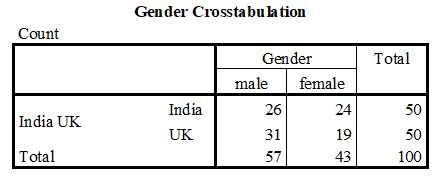 Gender Crosstabulation
Count
Gender Total
male female
India UK India 26 24 50
UK 31 19 50
Total 57 43 100